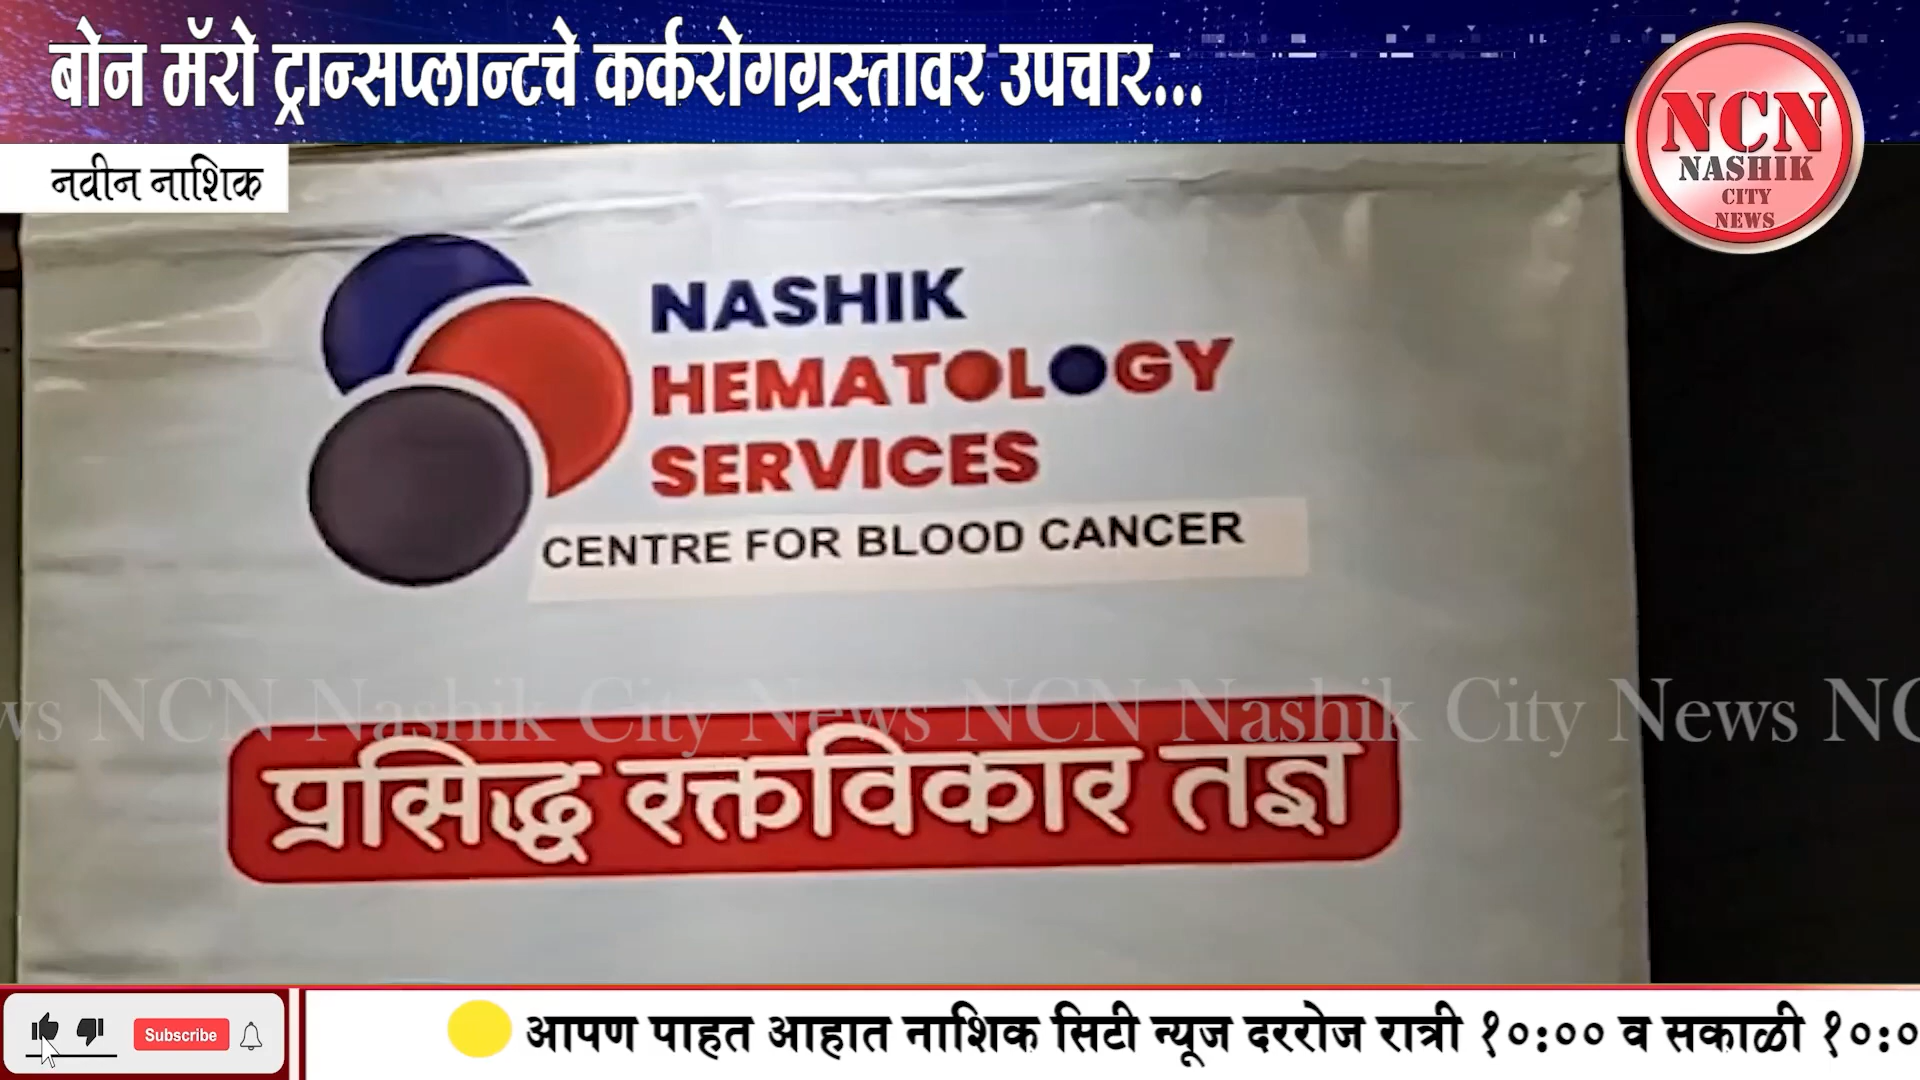 बोन मॅरो ट्रान्सप्लान्टचे कर्करोगग्रस्तावर उपचार...
NCN
NASHIK
CITY
NEWS
नवीन नाशिक
NASHIK
HEMATOLOGY
SERVICES
CENTRE FOR BLOOD CANCER
ws NCN Nashik City News NCN Nashik City News NC
प्रसिद्ध रक्तविकार तज्ञ
Subscribe
आपण पाहत आहात नाशिक सिटी न्यूज दररोज रात्री १०:०० व सकाळी १०:०